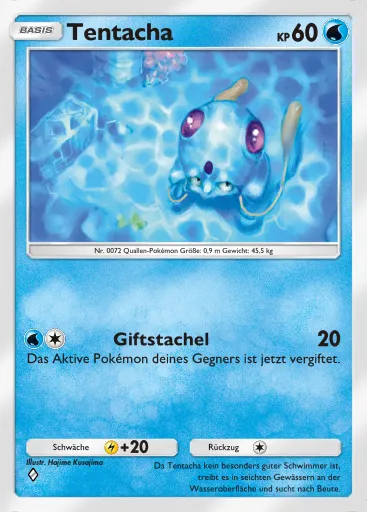 BASIS Tentacha KP 60
Nr. 0072 Quallen-Pokémon Größe: 0,9 m Gewicht: 45,5 kg
Giftstachel 20
Das Aktive Pokémon deines Gegners ist jetzt vergiftet.
Schwäche +20 Rückzug
Illustr. Hajime Kusajima
Da Tentacha kein besonders guter Schwimmer ist,
treibt es in seichten Gewässern an der
Wasseroberfläche und sucht nach Beute.